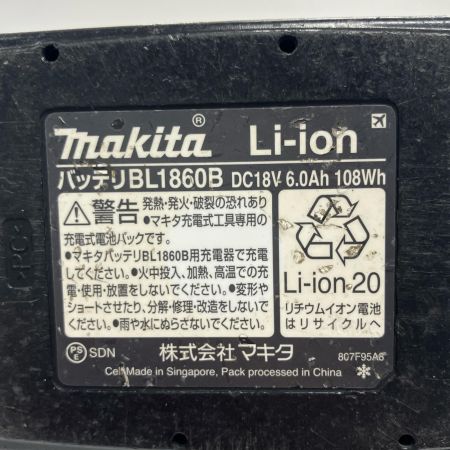 makita® Li-ion
バッテリBL1860B DC18V 6.0Ah 108Wh
⚠警告 発熱・発火・破裂の恐れあり
●マキタ充電式工具専用の
充電式電池パックです。
●マキタバッテリBL1860B用充電器で充電
してください。●火中投入、加熱、高温での充
電・使用・放置をしないでください。●変形や
ショートさせたり、分解・修理・改造をしないで
ください。●雨や水にぬらさないでください。
Li-ion 20
リチウムイオン電池
はリサイクルへ
PS
E SDN 株式会社マキタ 807F95A8
Cell Made in Singapore, Pack processed in China
>PC<